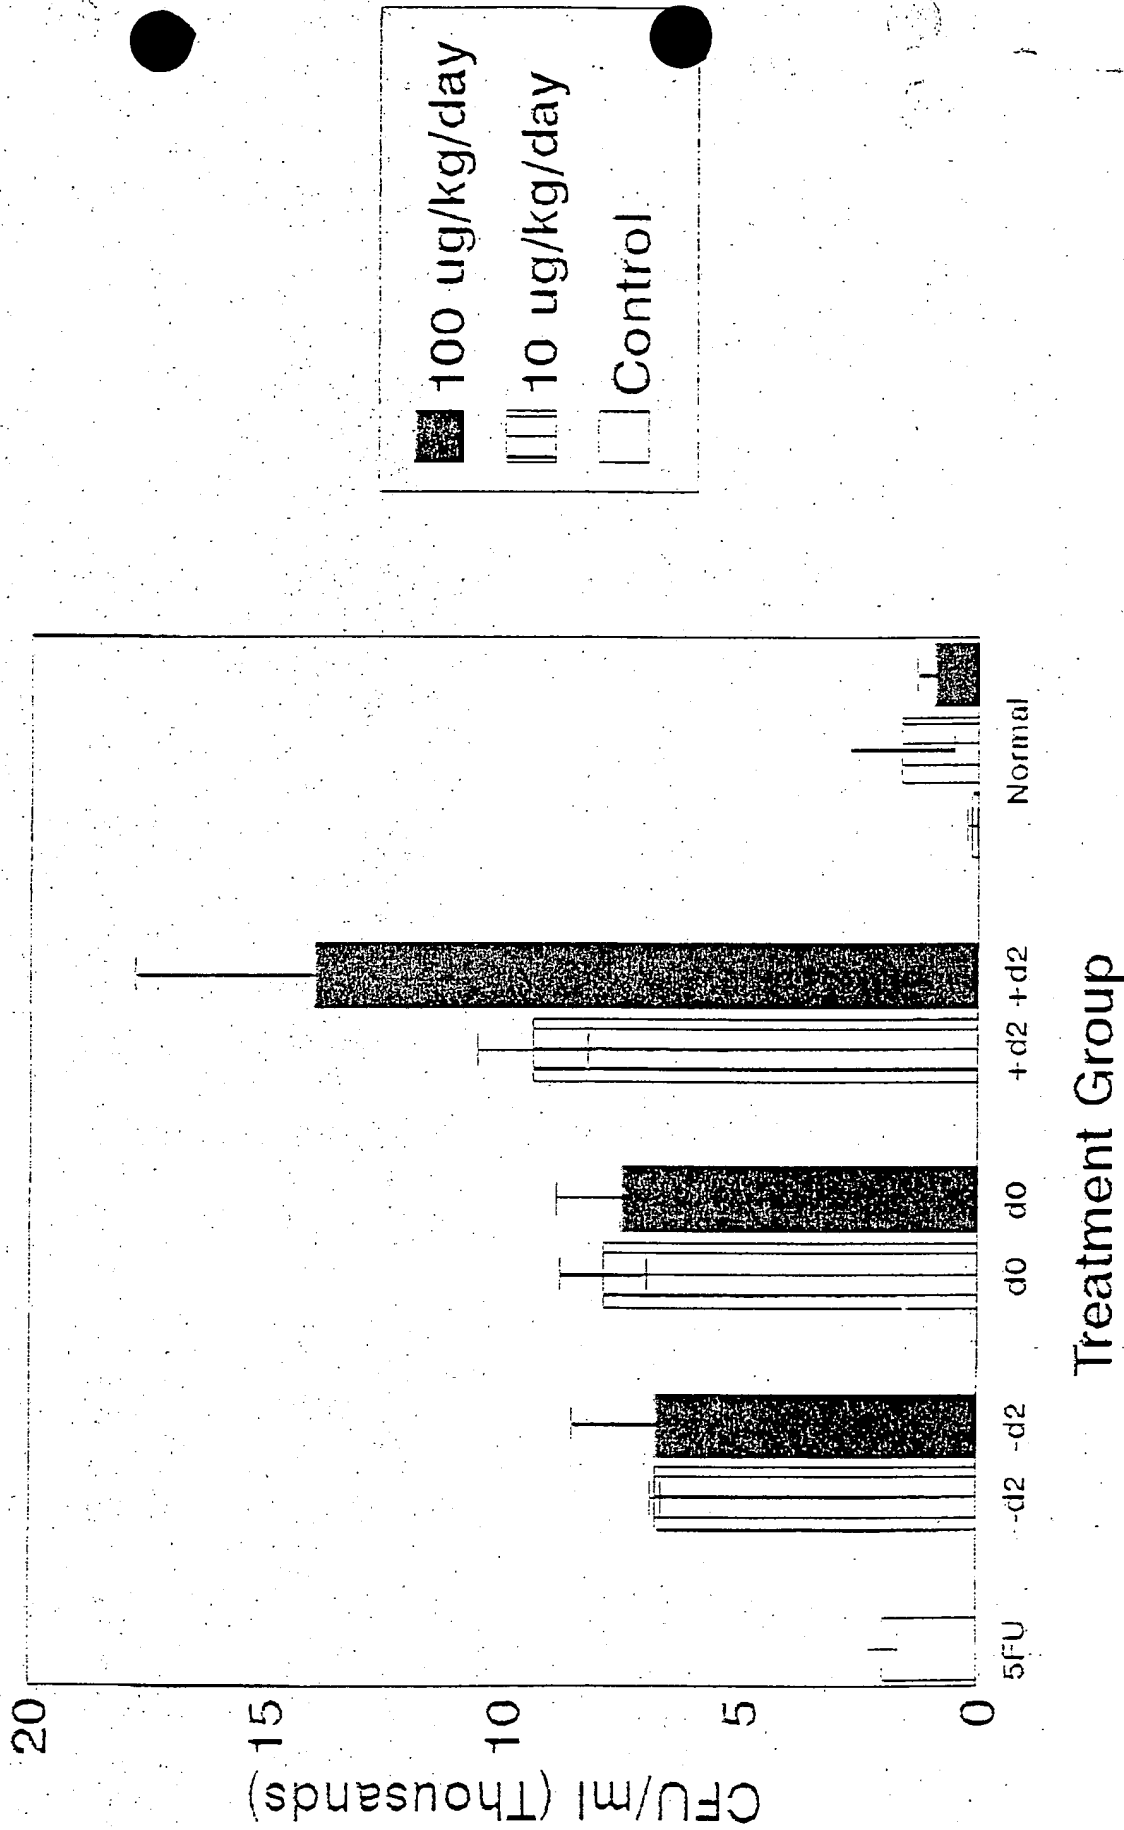 20
15
10
5
0
CFU/ml (Thousands)
5FU
-d2 -d2
d0 d0
+d2 +d2
Normal
Treatment Group
100 ug/kg/day
10 ug/kg/day
Control